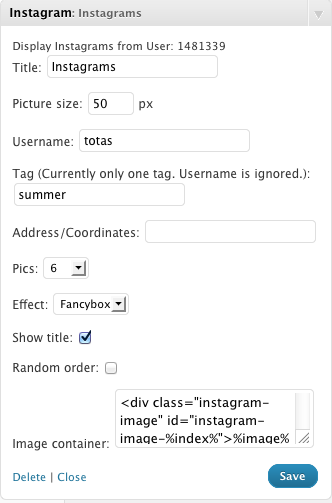 Instagram: Instagrams
Display Instagrams from User: 1481339
Title: Instagrams
Picture size: 50 px
Username: totas
Tag (Currently only one tag. Username is ignored.):
summer
Address/Coordinates:
Pics: 6
Effect: Fancybox
Show title:
Random order:
Image container: <div class="instagram-
image" id="instagram-
image-%index%">%image%
Delete | Close
Save